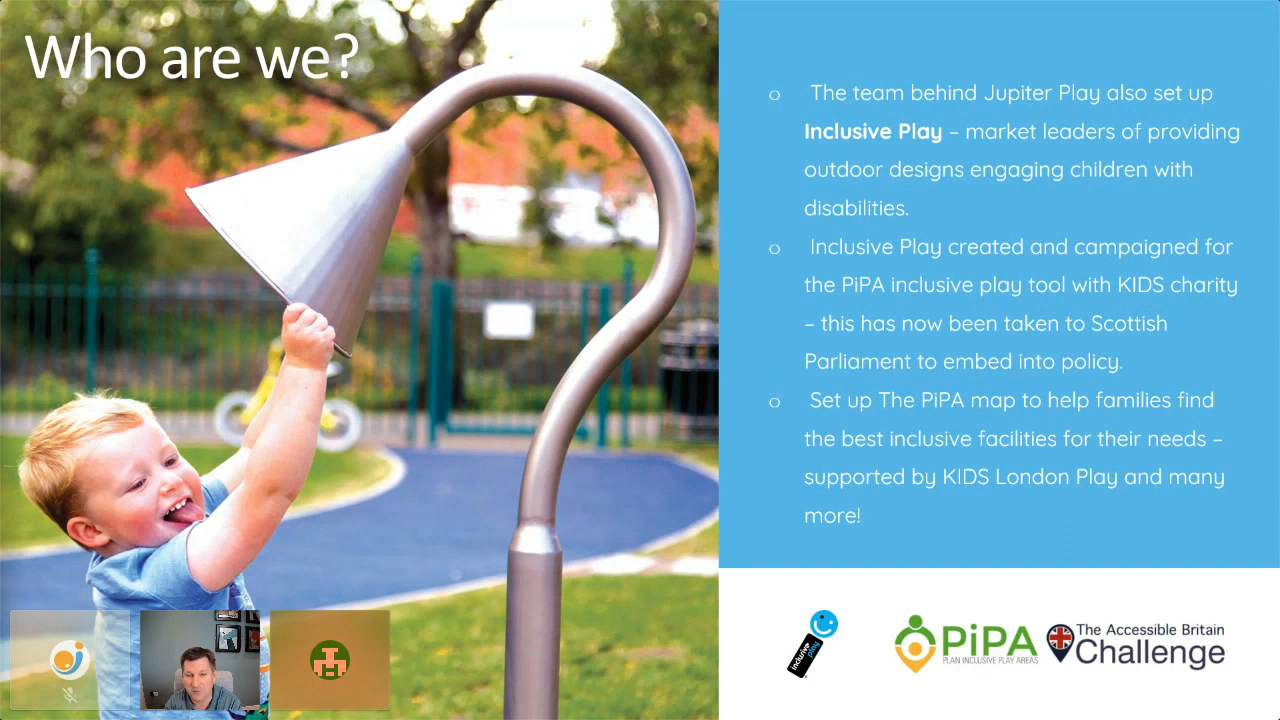 Who are we?
o The team behind Jupiter Play also set up
Inclusive Play – market leaders of providing
outdoor designs engaging children with
disabilities.
o Inclusive Play created and campaigned for
the PiPA inclusive play tool with KIDS charity
– this has now been taken to Scottish
Parliament to embed into policy.
o Set up The PiPA map to help families find
the best inclusive facilities for their needs –
supported by KIDS London Play and many
more!
inclusive play
PiPA
PLAN INCLUSIVE PLAY AREAS
The Accessible Britain
Challenge